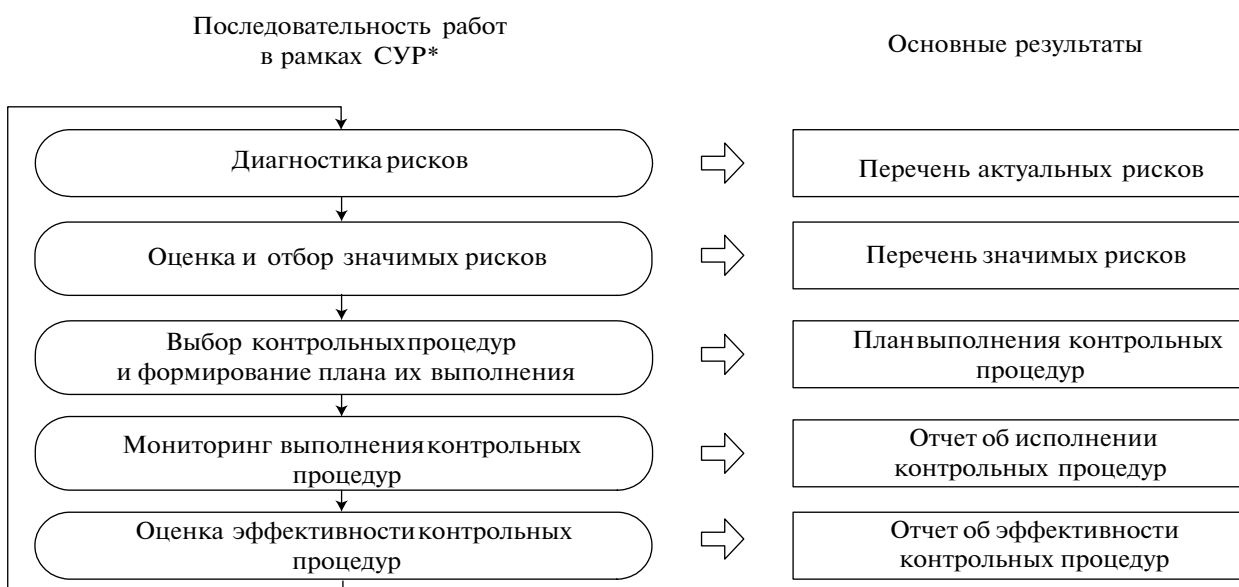 Последовательность работ
в рамках СУР*
Основные результаты
Диагностика рисков
Перечень актуальных рисков
Оценка и отбор значимых рисков
Перечень значимых рисков
Выбор контрольных процедур
и формирование плана их выполнения
План выполнения контрольных
процедур
Мониторинг выполнения контрольных
процедур
Отчет об исполнении
контрольных процедур
Оценка эффективности контрольных
процедур
Отчет об эффективности
контрольных процедур